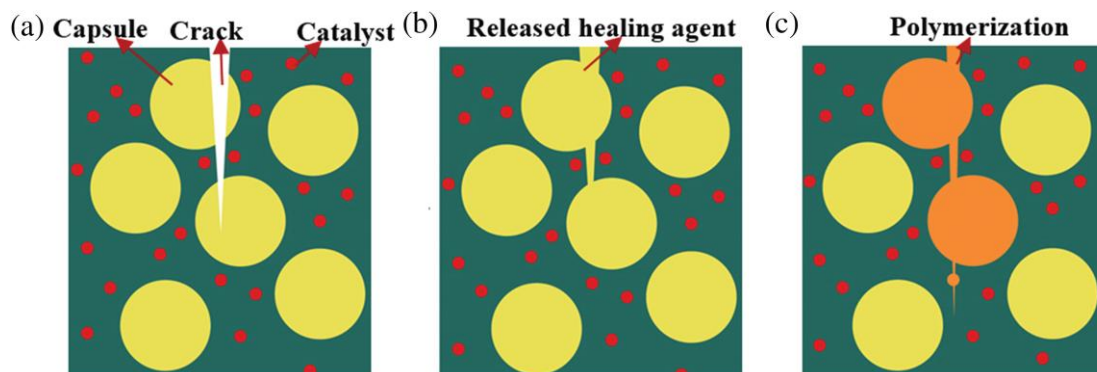 (a) Capsule Crack Catalyst
(b) Released healing agent
(c) Polymerization